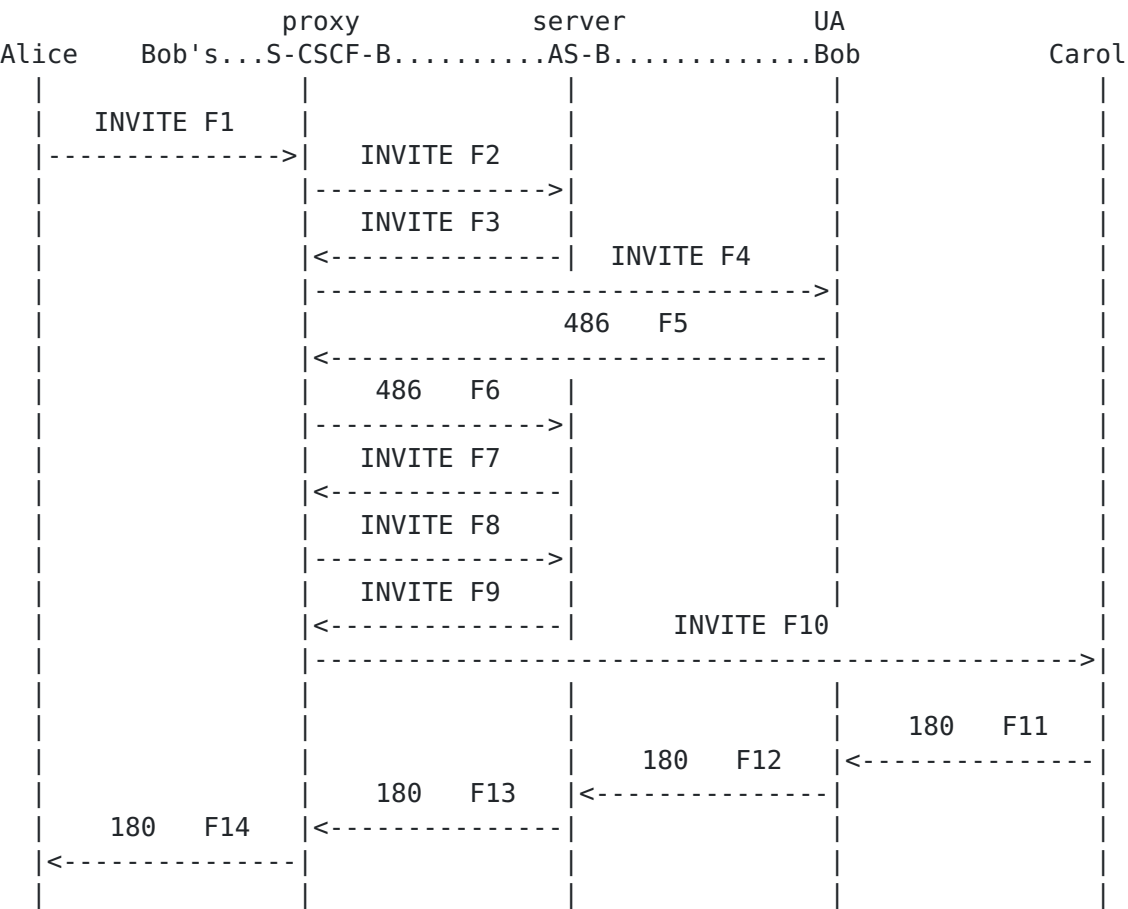 proxy server UA
Alice Bob's...S-CSCF-B..........AS-B.............Bob Carol
INVITE F1
INVITE F2
INVITE F3
INVITE F4
486 F5
486 F6
INVITE F7
INVITE F8
INVITE F9
INVITE F10
180 F11
180 F12
180 F13
180 F14